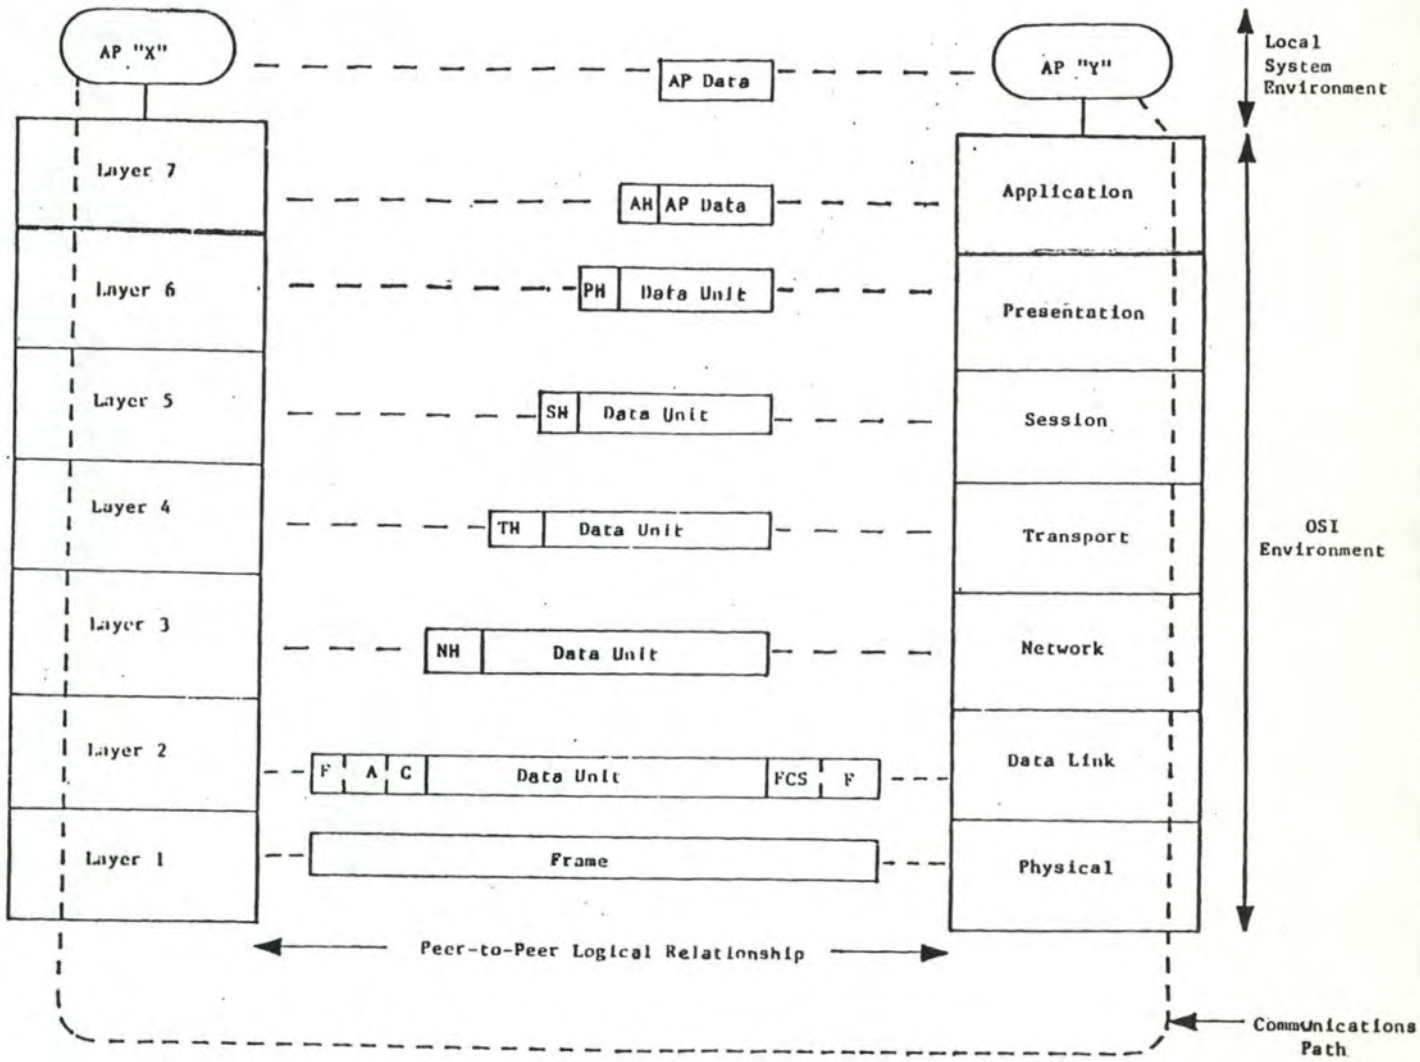 AP "X"
AP Data
AP "Y"
Local
System
Environment
Layer 7
AH AP Data
Application
Layer 6
PH Data Unit
Presentation
Layer 5
SH Data Unit
Session
Layer 4
TH Data Unit
Transport
OSI
Environment
Layer 3
NH Data Unit
Network
Layer 2
F A C Data Unit FCS F
Data Link
Layer 1
Frame
Physical
Peer-to-Peer Logical Relationship
Communications
Path